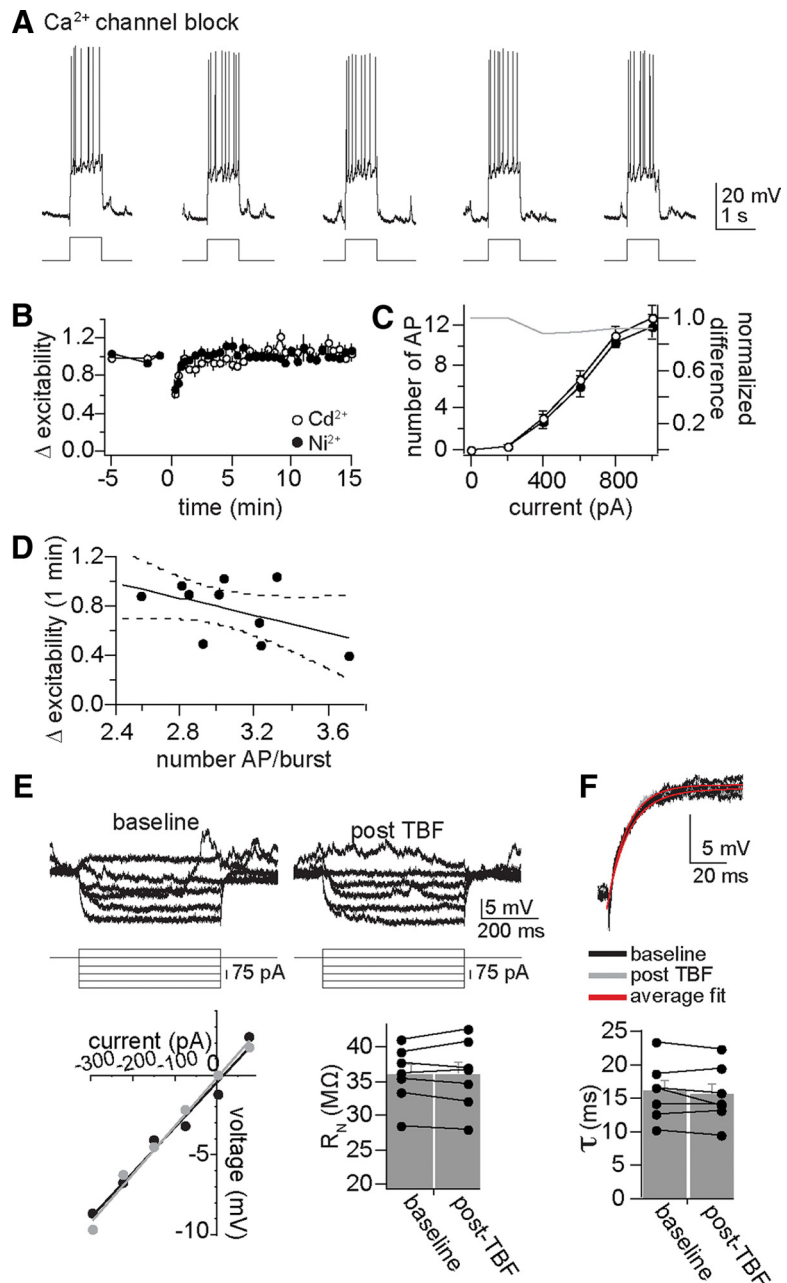 A Ca²⁺ channel block
20 mV
1 s
B
Δ excitability
1.2
0.8
0.4
0.0
Cd²⁺
Ni²⁺
-5 0 5 10 15
time (min)
C
number of AP
12
8
4
0
1.0
0.6
0.2
normalized
difference
0 400 800
current (pA)
D
Δ excitability (1 min)
1.2
0.8
0.4
0.0
2.4 2.8 3.2 3.6
number AP/burst
E
baseline
post TBF
5 mV
200 ms
75 pA
75 pA
current (pA)
-300 -200 -100 0
voltage (mV)
-5
-10
R_N (MΩ)
40
35
30
25
20
baseline
post-TBF
F
5 mV
20 ms
baseline
post TBF
average fit
τ (ms)
25
20
15
10
5
0
baseline
post-TBF